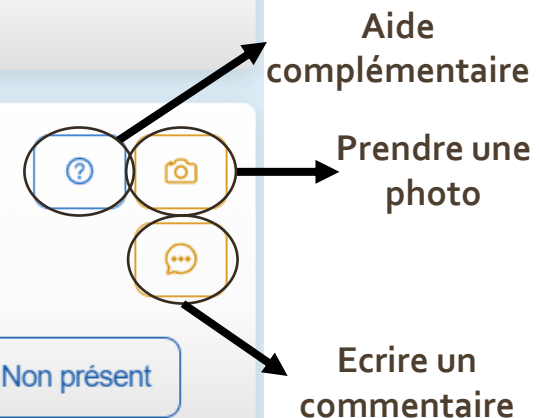 Aide
complémentaire
Prendre une
photo
Non présent
Ecrire un
commentaire